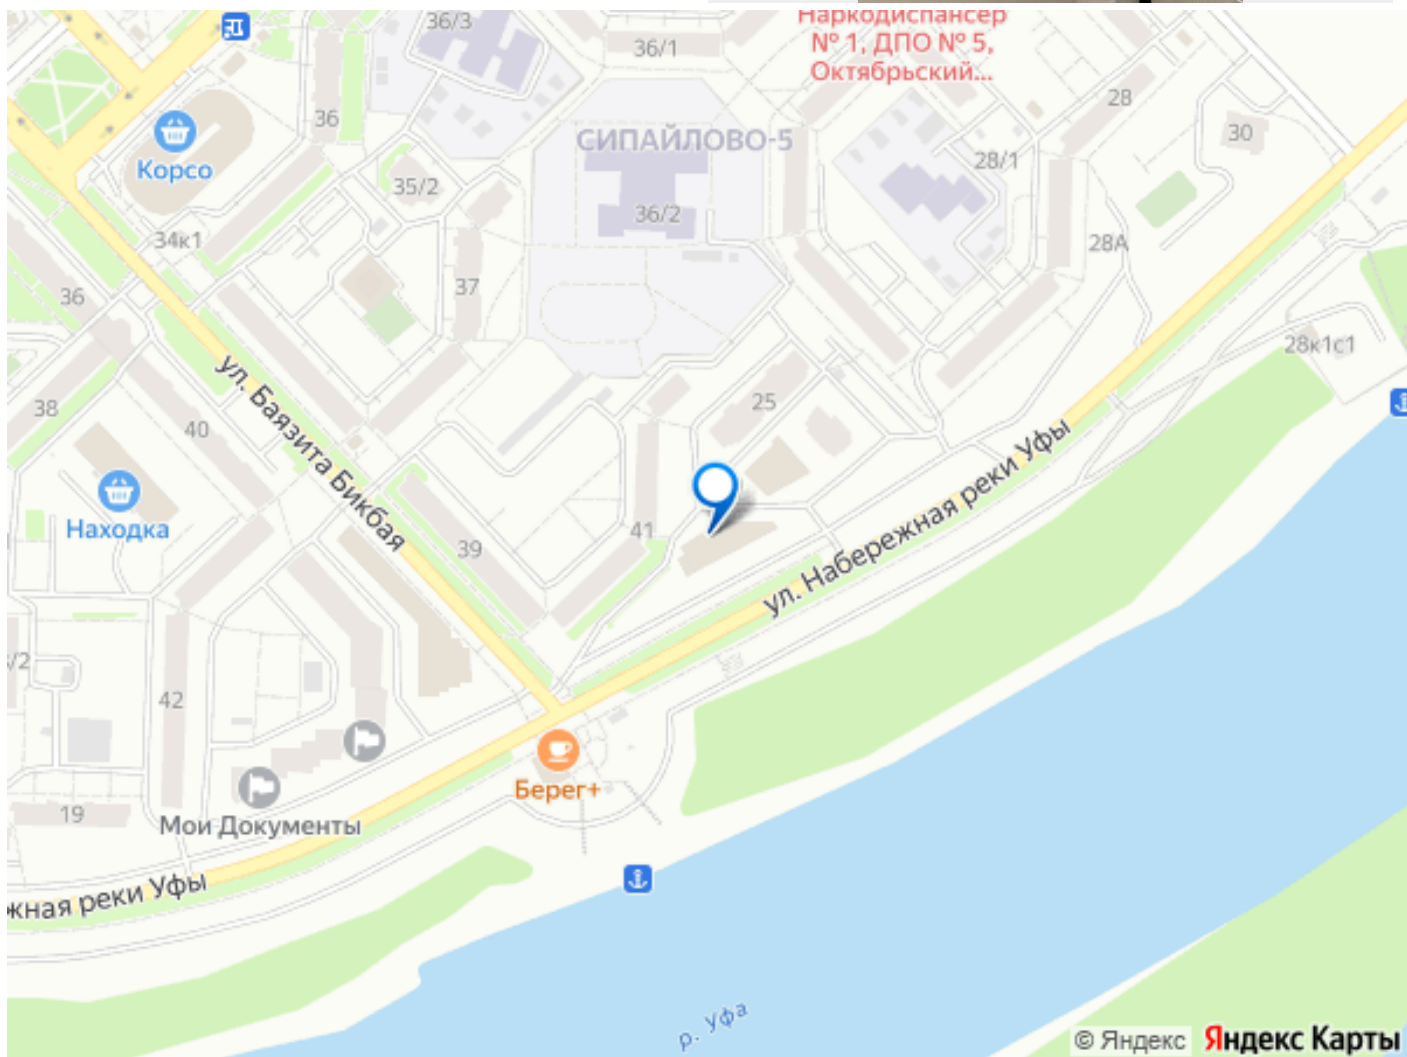 36/3
36/1
Наркодиспансер
№ 1, ДПО № 5,
Октябрьский...
28
36
30
СИПАЙЛОВО-5
Корсо
28/1
35/2
36/2
34к1
28А
37
36
28к1с1
ул. Баязита Бикбая
38
25
40
ул. Набережная реки Уфы
Находка
41
39
/2
42
Берег+
19
Мои Документы
жная реки Уфы
р. Уфа
© Яндекс Яндекс Карты